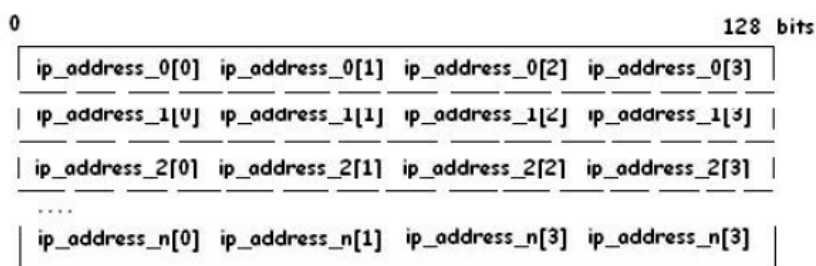 0 128 bits
ip_address_0[0] ip_address_0[1] ip_address_0[2] ip_address_0[3]
ip_address_1[0] ip_address_1[1] ip_address_1[2] ip_address_1[3]
ip_address_2[0] ip_address_2[1] ip_address_2[2] ip_address_2[3]
....
ip_address_n[0] ip_address_n[1] ip_address_n[3] ip_address_n[3]